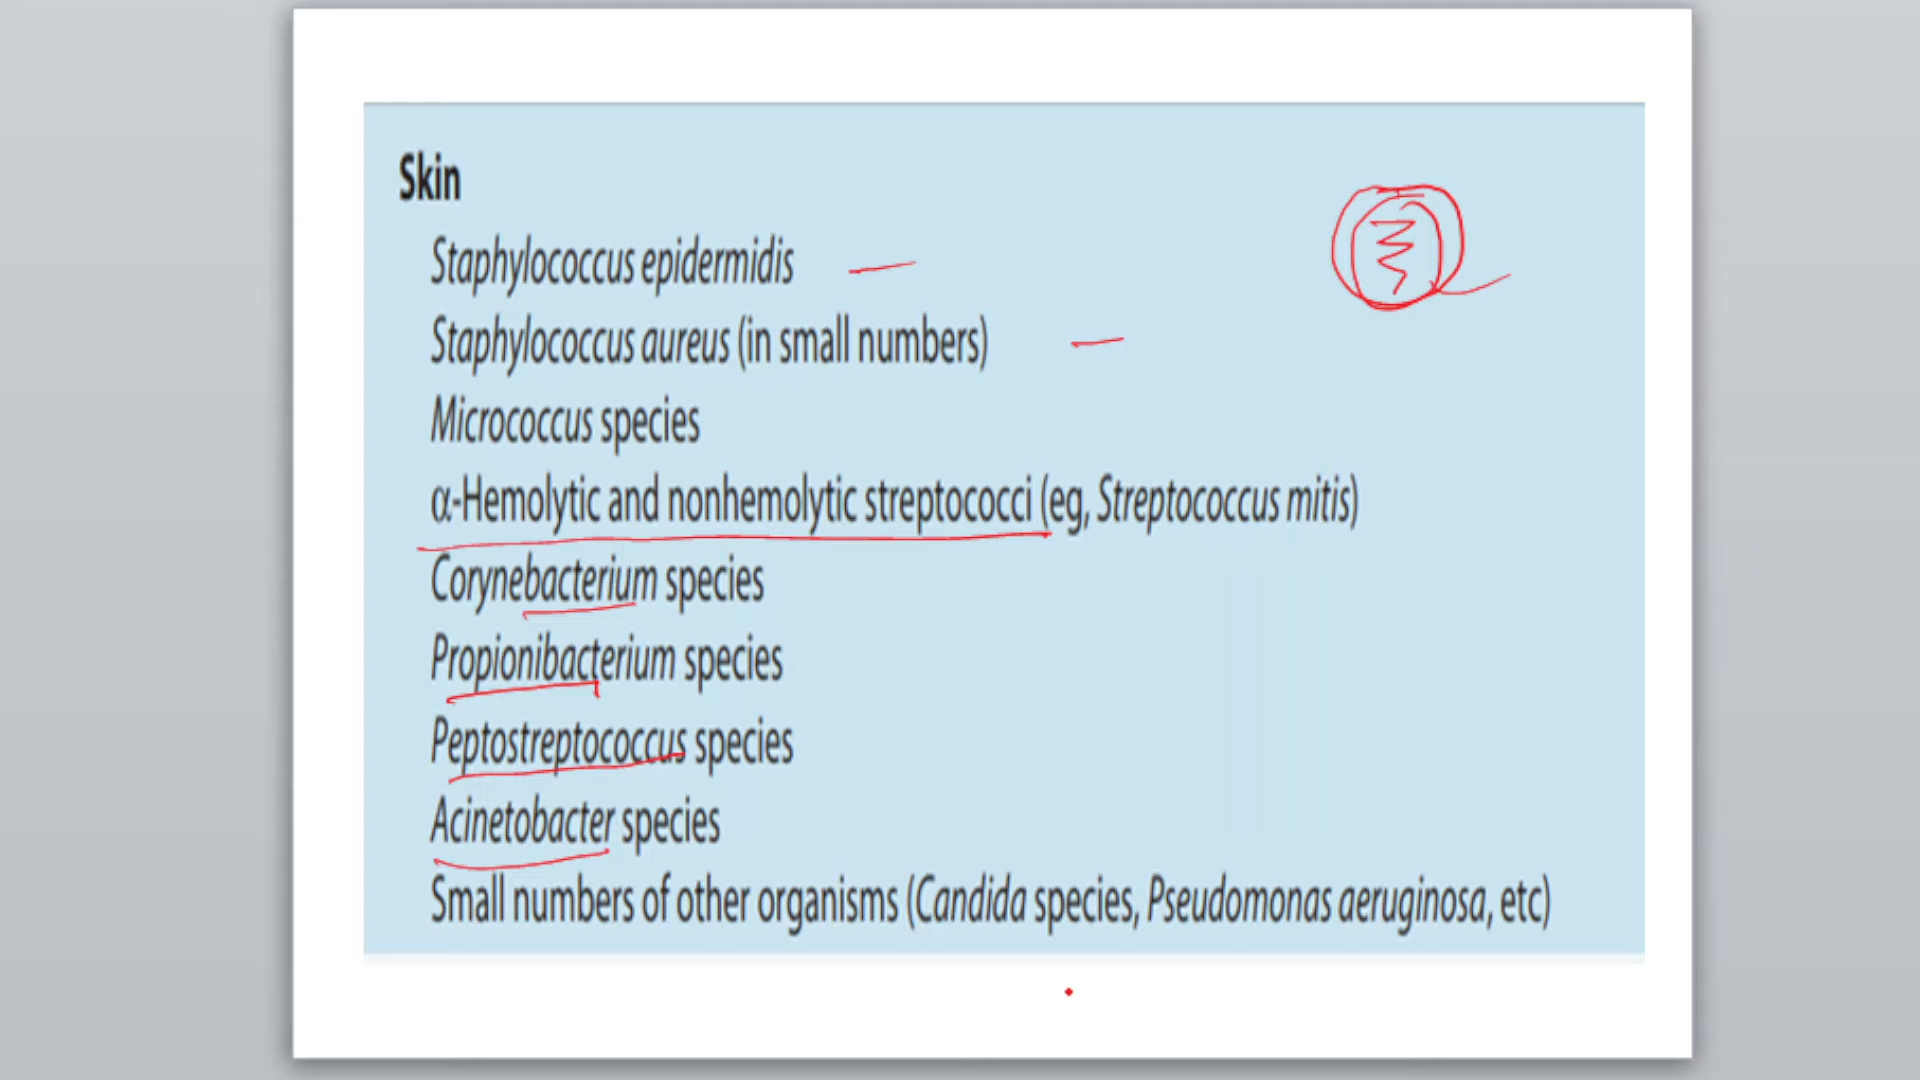 Skin
Staphylococcus epidermidis
Staphylococcus aureus (in small numbers)
Micrococcus species
α-Hemolytic and nonhemolytic streptococci (eg, Streptococcus mitis)
Corynebacterium species
Propionibacterium species
Peptostreptococcus species
Acinetobacter species
Small numbers of other organisms (Candida species, Pseudomonas aeruginosa, etc)